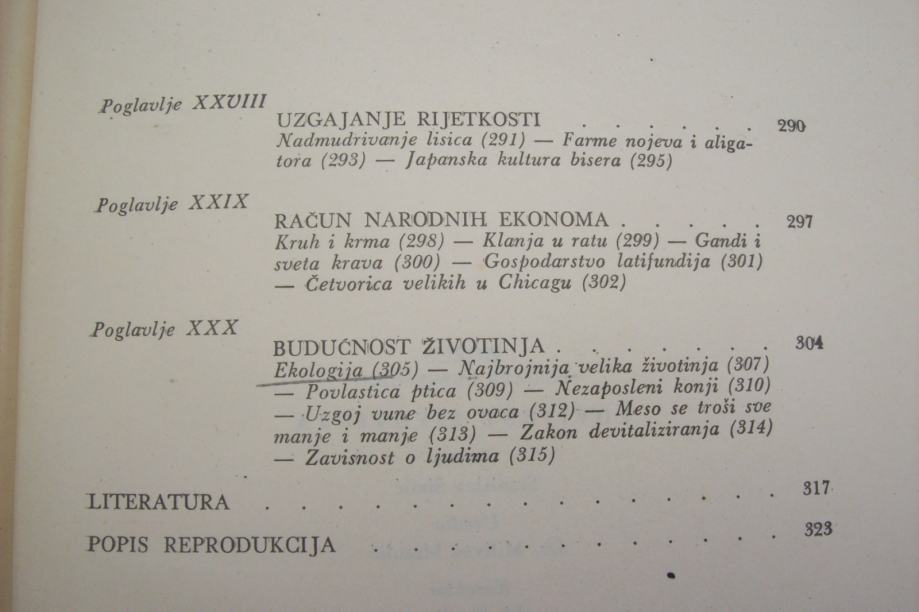 Poglavlje XXVIII
UZGAJANJE RIJETKOSTI . . . . . . 290
Nadmudrivanje lisica (291) — Farme nojeva i aliga-
tora (293) — Japanska kultura bisera (295)
Poglavlje XXIX
RAČUN NARODNIH EKONOMA . . . . . 297
Kruh i krma (298) — Klanja u ratu (299) — Gandi i
sveta krava (300) — Gospodarstvo latifundija (301)
— Četvorica velikih u Chicagu (302)
Poglavlje XXX
BUDUĆNOST ŽIVOTINJA . . . . . . . 304
Ekologija (305) — Najbrojnija velika životinja (307)
— Povlastica ptica (309) — Nezaposleni konji (310)
— Uzgoj vune bez ovaca (312) — Meso se troši sve
manje i manje (313) — Zakon devitaliziranja (314)
— Zavisnost o ljudima (315)
LITERATURA . . . . . . . . . . . . . . . 317
POPIS REPRODUKCIJA . . . . . . . . . . . 323